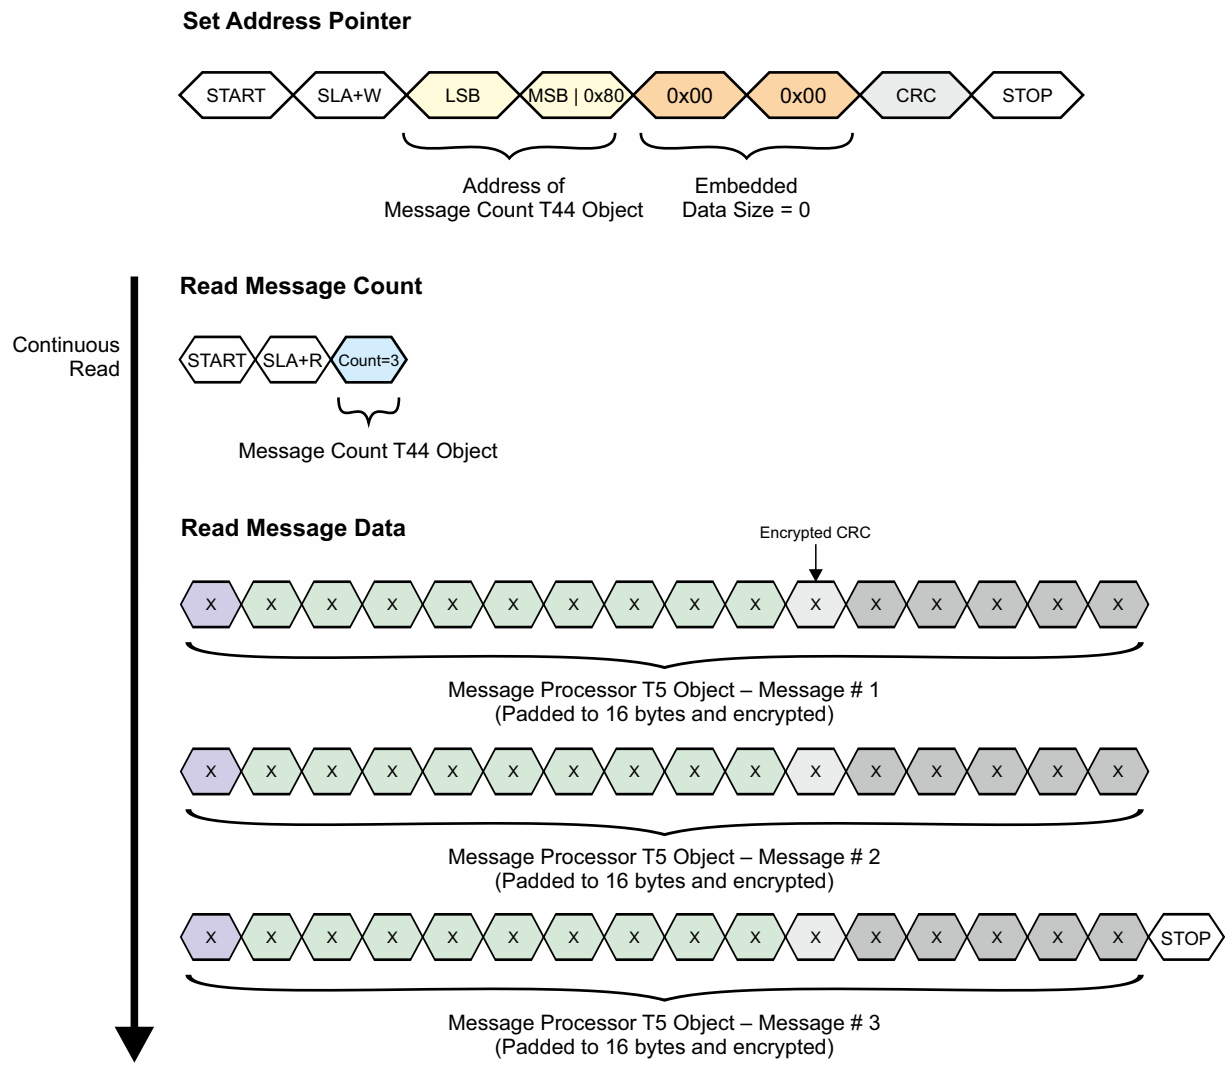 Set Address Pointer
START SLA+W LSB MSB | 0x80 0x00 0x00 CRC STOP
Address of
Message Count T44 Object
Embedded
Data Size = 0
Read Message Count
Continuous
Read
START SLA+R Count=3
Message Count T44 Object
Read Message Data
Encrypted CRC
X X X X X X X X X X X X X X X X
Message Processor T5 Object – Message # 1
(Padded to 16 bytes and encrypted)
X X X X X X X X X X X X X X X X
Message Processor T5 Object – Message # 2
(Padded to 16 bytes and encrypted)
X X X X X X X X X X X X X X X X STOP
Message Processor T5 Object – Message # 3
(Padded to 16 bytes and encrypted)